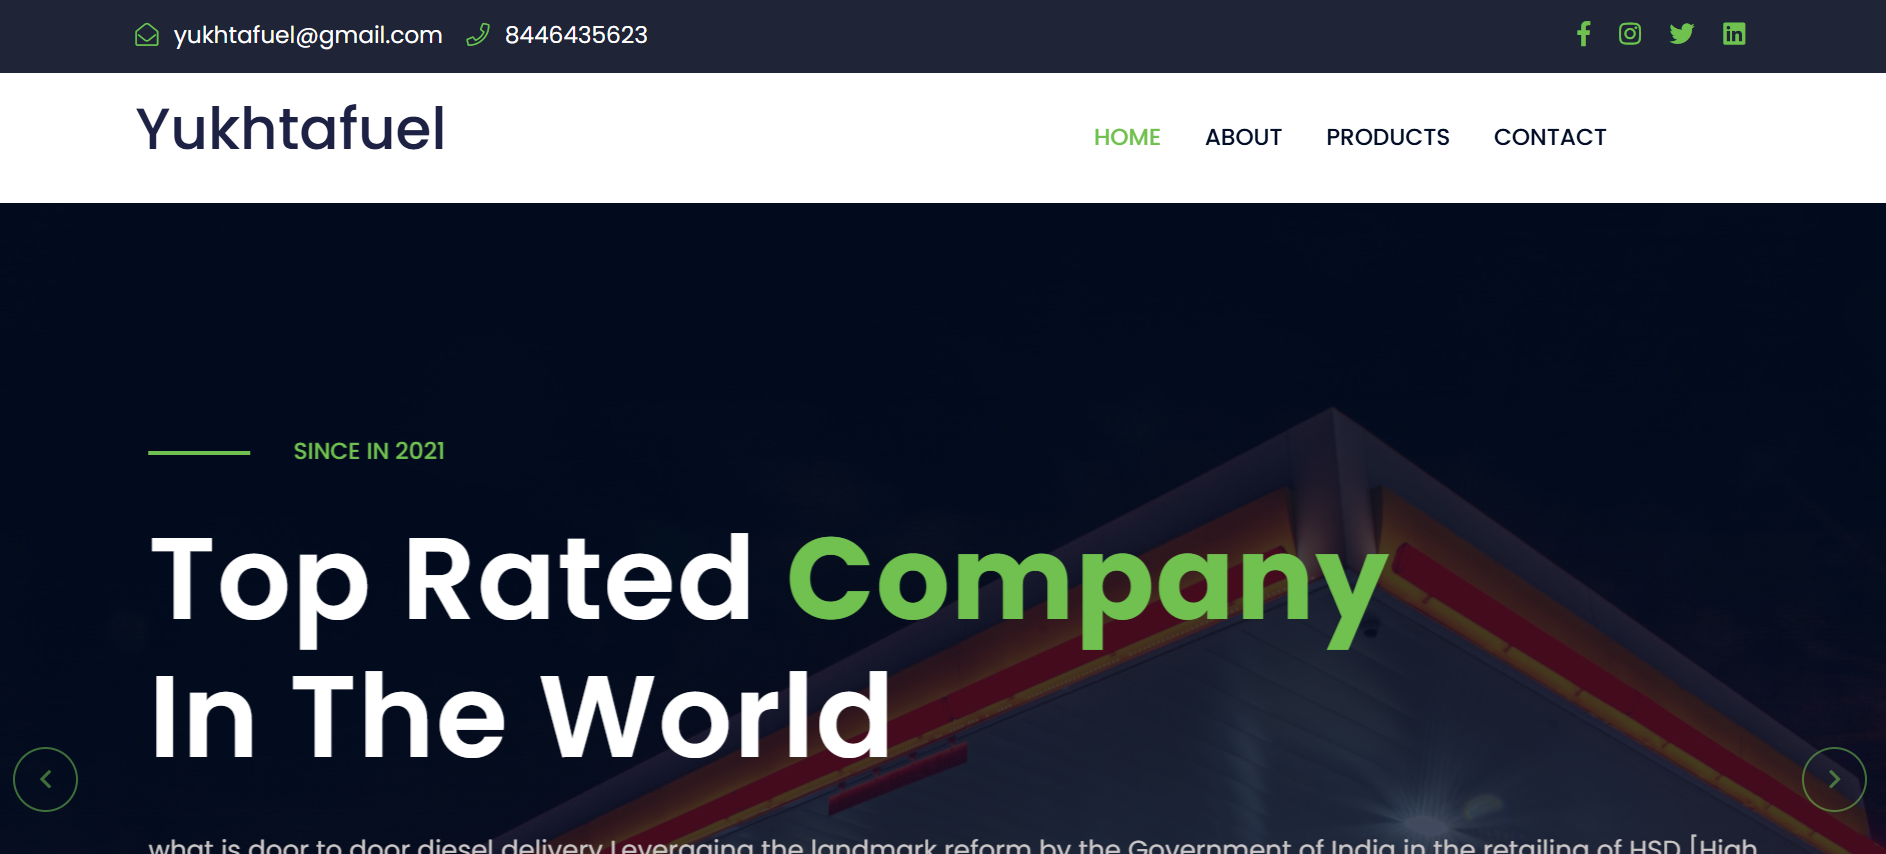 yukhtafuel@gmail.com 8446435623
Yukhtafuel
HOME ABOUT PRODUCTS CONTACT
SINCE IN 2021
Top Rated Company
In The World
what is door to door diesel delivery Leveraging the landmark reform by the Government of India in the retailing of HSD [High